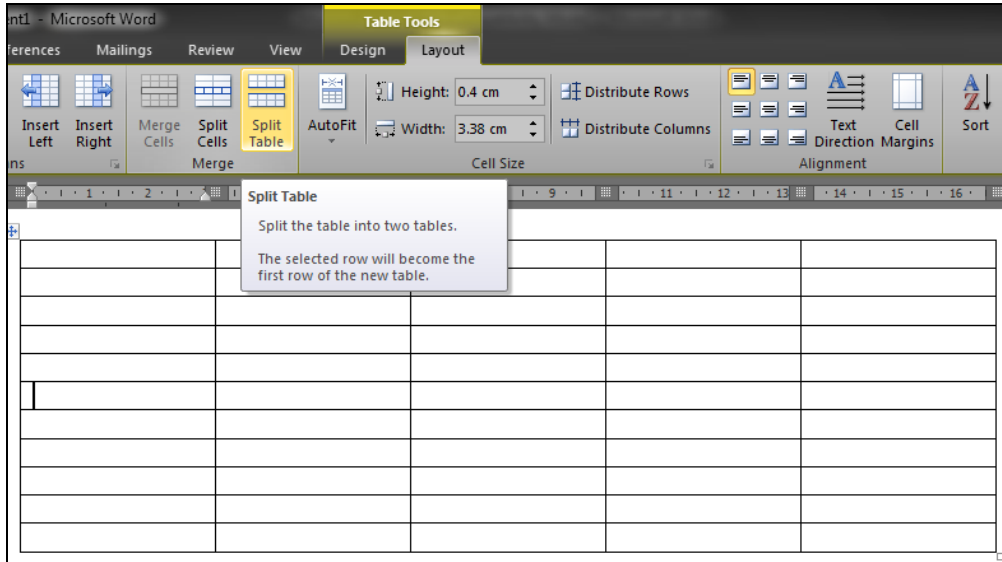 nt1 - Microsoft Word
Table Tools
ferences Mailings Review View Design Layout
Height: 0.4 cm Distribute Rows
Width: 3.38 cm Distribute Columns
Insert Left
Insert Right
Merge Cells
Split Cells
Split Table
AutoFit
Text Direction
Cell Margins
A Z Sort
ns Merge Cell Size Alignment
1 2 9 11 12 13 14 15 16
Split Table
Split the table into two tables.
The selected row will become the
first row of the new table.